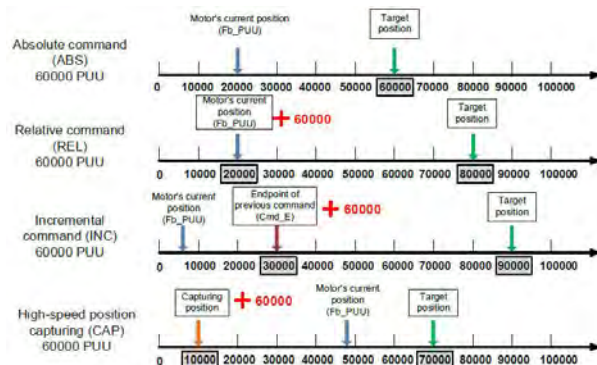 Motor's current position
(Fb_PUU)
Target
position
Absolute command
(ABS)
60000 PUU
0 10000 20000 30000 40000 50000 60000 70000 80000 90000 100000
Motor's current
position
(Fb_PUU)
+ 60000
Target
position
Relative command
(REL)
60000 PUU
0 10000 20000 30000 40000 50000 60000 70000 80000 90000 100000
Motor's current
position
(Fb_PUU)
Endpoint of
previous command
(Cmd_E)
+ 60000
Target
position
Incremental
command (INC)
60000 PUU
0 10000 20000 30000 40000 50000 60000 70000 80000 90000 100000
Capturing
position
+ 60000
Motor's current
position
(Fb_PUU)
Target
position
High-speed position
capturing (CAP)
60000 PUU
0 10000 20000 30000 40000 50000 60000 70000 80000 90000 100000